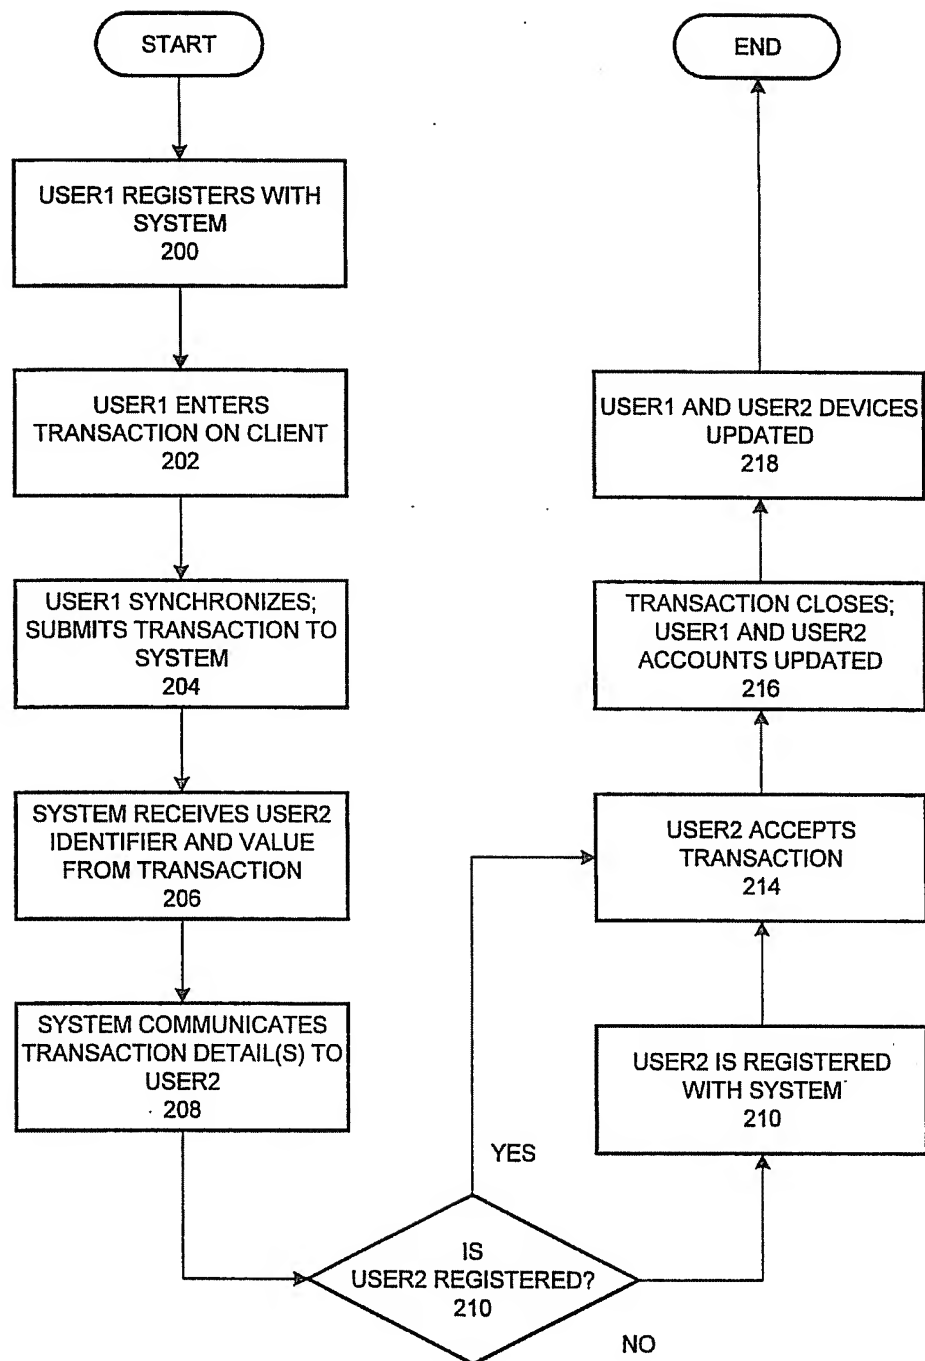 START
USER1 REGISTERS WITH
SYSTEM
200
USER1 ENTERS
TRANSACTION ON CLIENT
202
USER1 SYNCHRONIZES;
SUBMITS TRANSACTION TO
SYSTEM
204
SYSTEM RECEIVES USER2
IDENTIFIER AND VALUE
FROM TRANSACTION
206
SYSTEM COMMUNICATES
TRANSACTION DETAIL(S) TO
USER2
208
IS
USER2 REGISTERED?
210
YES
NO
USER2 IS REGISTERED
WITH SYSTEM
210
USER2 ACCEPTS
TRANSACTION
214
TRANSACTION CLOSES;
USER1 AND USER2
ACCOUNTS UPDATED
216
USER1 AND USER2 DEVICES
UPDATED
218
END